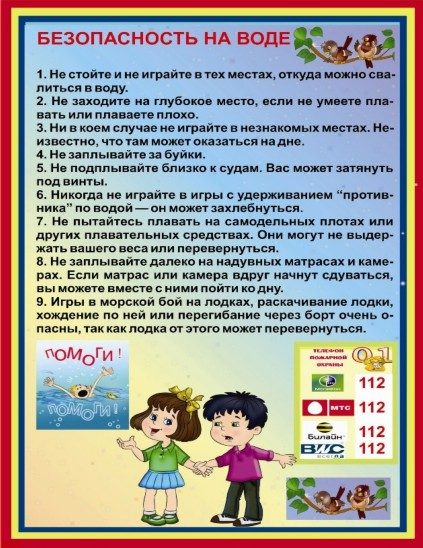 БЕЗОПАСНОСТЬ НА ВОДЕ
1. Не стойте и не играйте в тех местах, откуда можно сва-
литься в воду.
2. Не заходите на глубокое место, если не умеете пла-
вать или плаваете плохо.
3. Ни в коем случае не играйте в незнакомых местах. Не-
известно, что там может оказаться на дне.
4. Не заплывайте за буйки.
5. Не подплывайте близко к судам. Вас может затянуть
под винты.
6. Никогда не играйте в игры с удерживанием “против-
ника” по водой — он может захлебнуться.
7. Не пытайтесь плавать на самодельных плотах или
других плавательных средствах. Они могут не выдер-
жать вашего веса или перевернуться.
8. Не заплывайте далеко на надувных матрасах и каме-
рах. Если матрас или камера вдруг начнут сдуваться,
вы можете вместе с ними пойти ко дну.
9. Игры в морской бой на лодках, раскачивание лодки,
хождение по ней или перегибание через борт очень о-
пасны, так как лодка от этого может перевернуться.
ПОМОГИ!
ПОМОГИ!
ТЕЛЕФОН
ПОЖАРНОЙ
ОХРАНЫ
01
112
МТС 112
Билайн 112
BWC 112